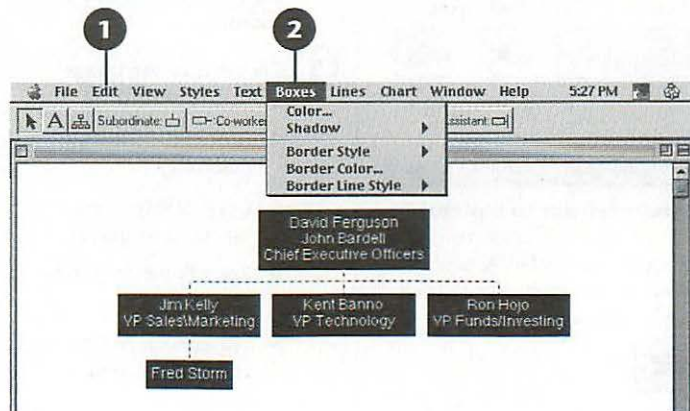 1 2
File Edit View Styles Text Boxes Lines Chart Window Help 5:27 PM
A Subordinate: Co-worke ssistant:
Color...
Shadow
Border Style
Border Color...
Border Line Style
David Ferguson
John Bardell
Chief Executive Officers
Jim Kelly Kent Banno Ron Hojo
VP Sales\Marketing VP Technology VP Funds/Investing
Fred Storm